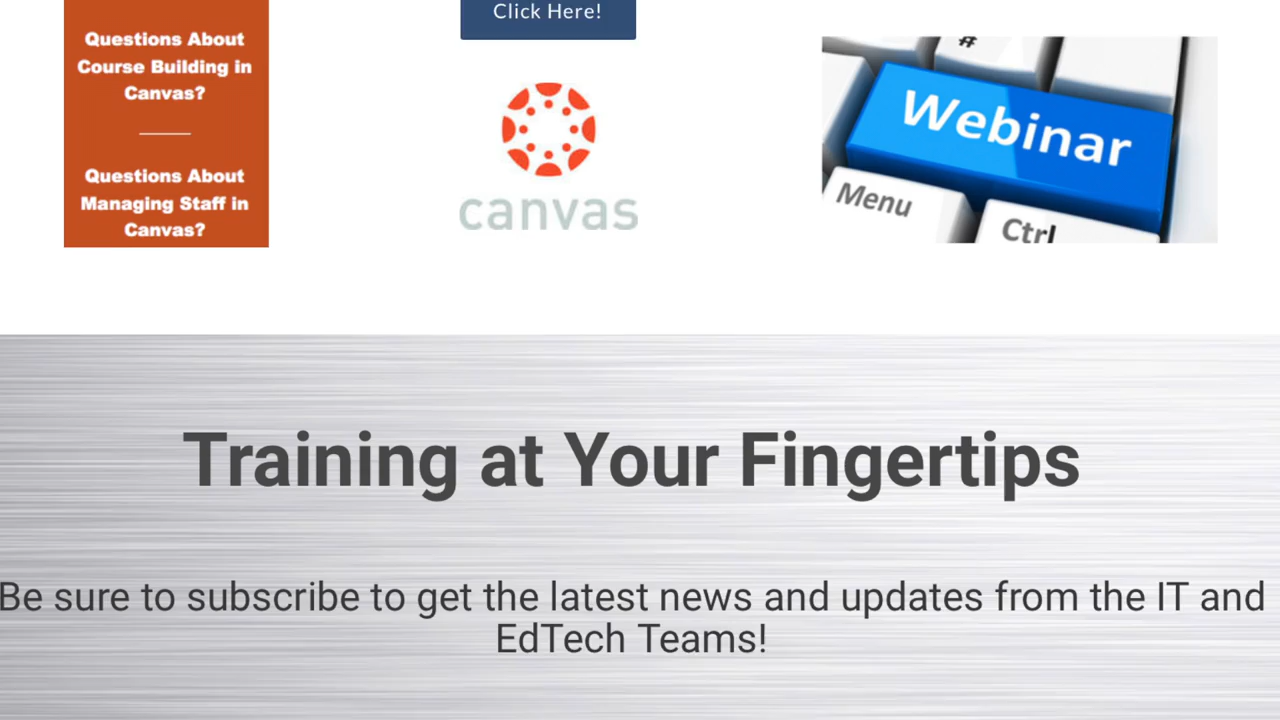 Questions About
Course Building in
Canvas?
Questions About
Managing Staff in
Canvas?
Click Here!
canvas
#
Webinar
Menu
Ctrl
Training at Your Fingertips
Be sure to subscribe to get the latest news and updates from the IT and
EdTech Teams!